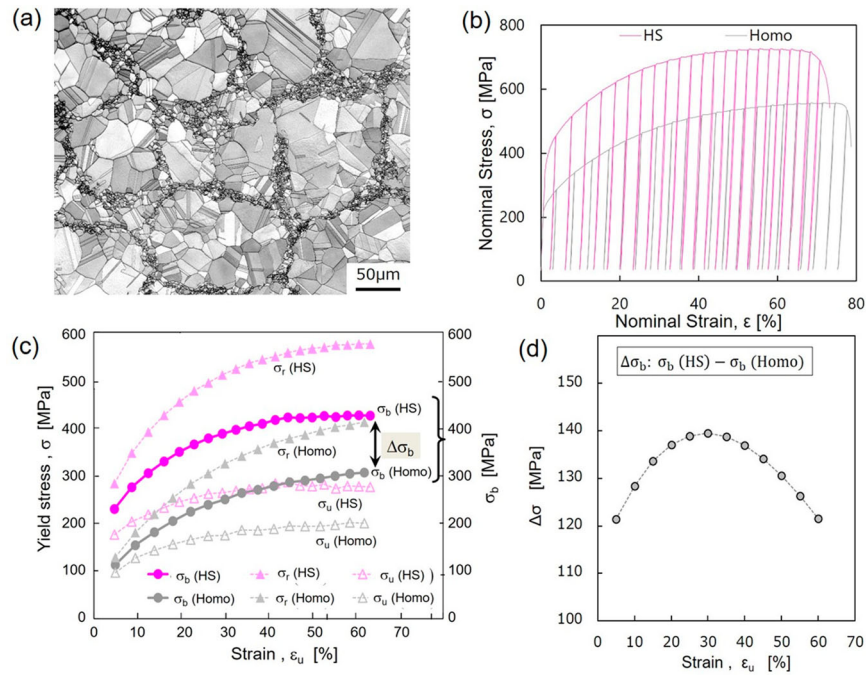 (a)
50μm
(b)
HS
Homo
Nominal Stress, σ [MPa]
800
600
400
200
0
0
20
40
60
80
Nominal Strain, ε [%]
(c)
Yield stress , σ [MPa]
600
500
400
300
200
100
0
600
500
400
300
200
100
0
σb [MPa]
σr (HS)
σb (HS)
σr (Homo)
Δσb
σb (Homo)
σu (HS)
σu (Homo)
σb (HS)
σr (HS)
σu (HS)
σb (Homo)
σr (Homo)
σu (Homo)
0
10
20
30
40
50
60
70
Strain , εu [%]
(d)
Δσb: σb (HS) − σb (Homo)
Δσ [MPa]
150
140
130
120
110
100
0
10
20
30
40
50
60
70
Strain , εu [%]